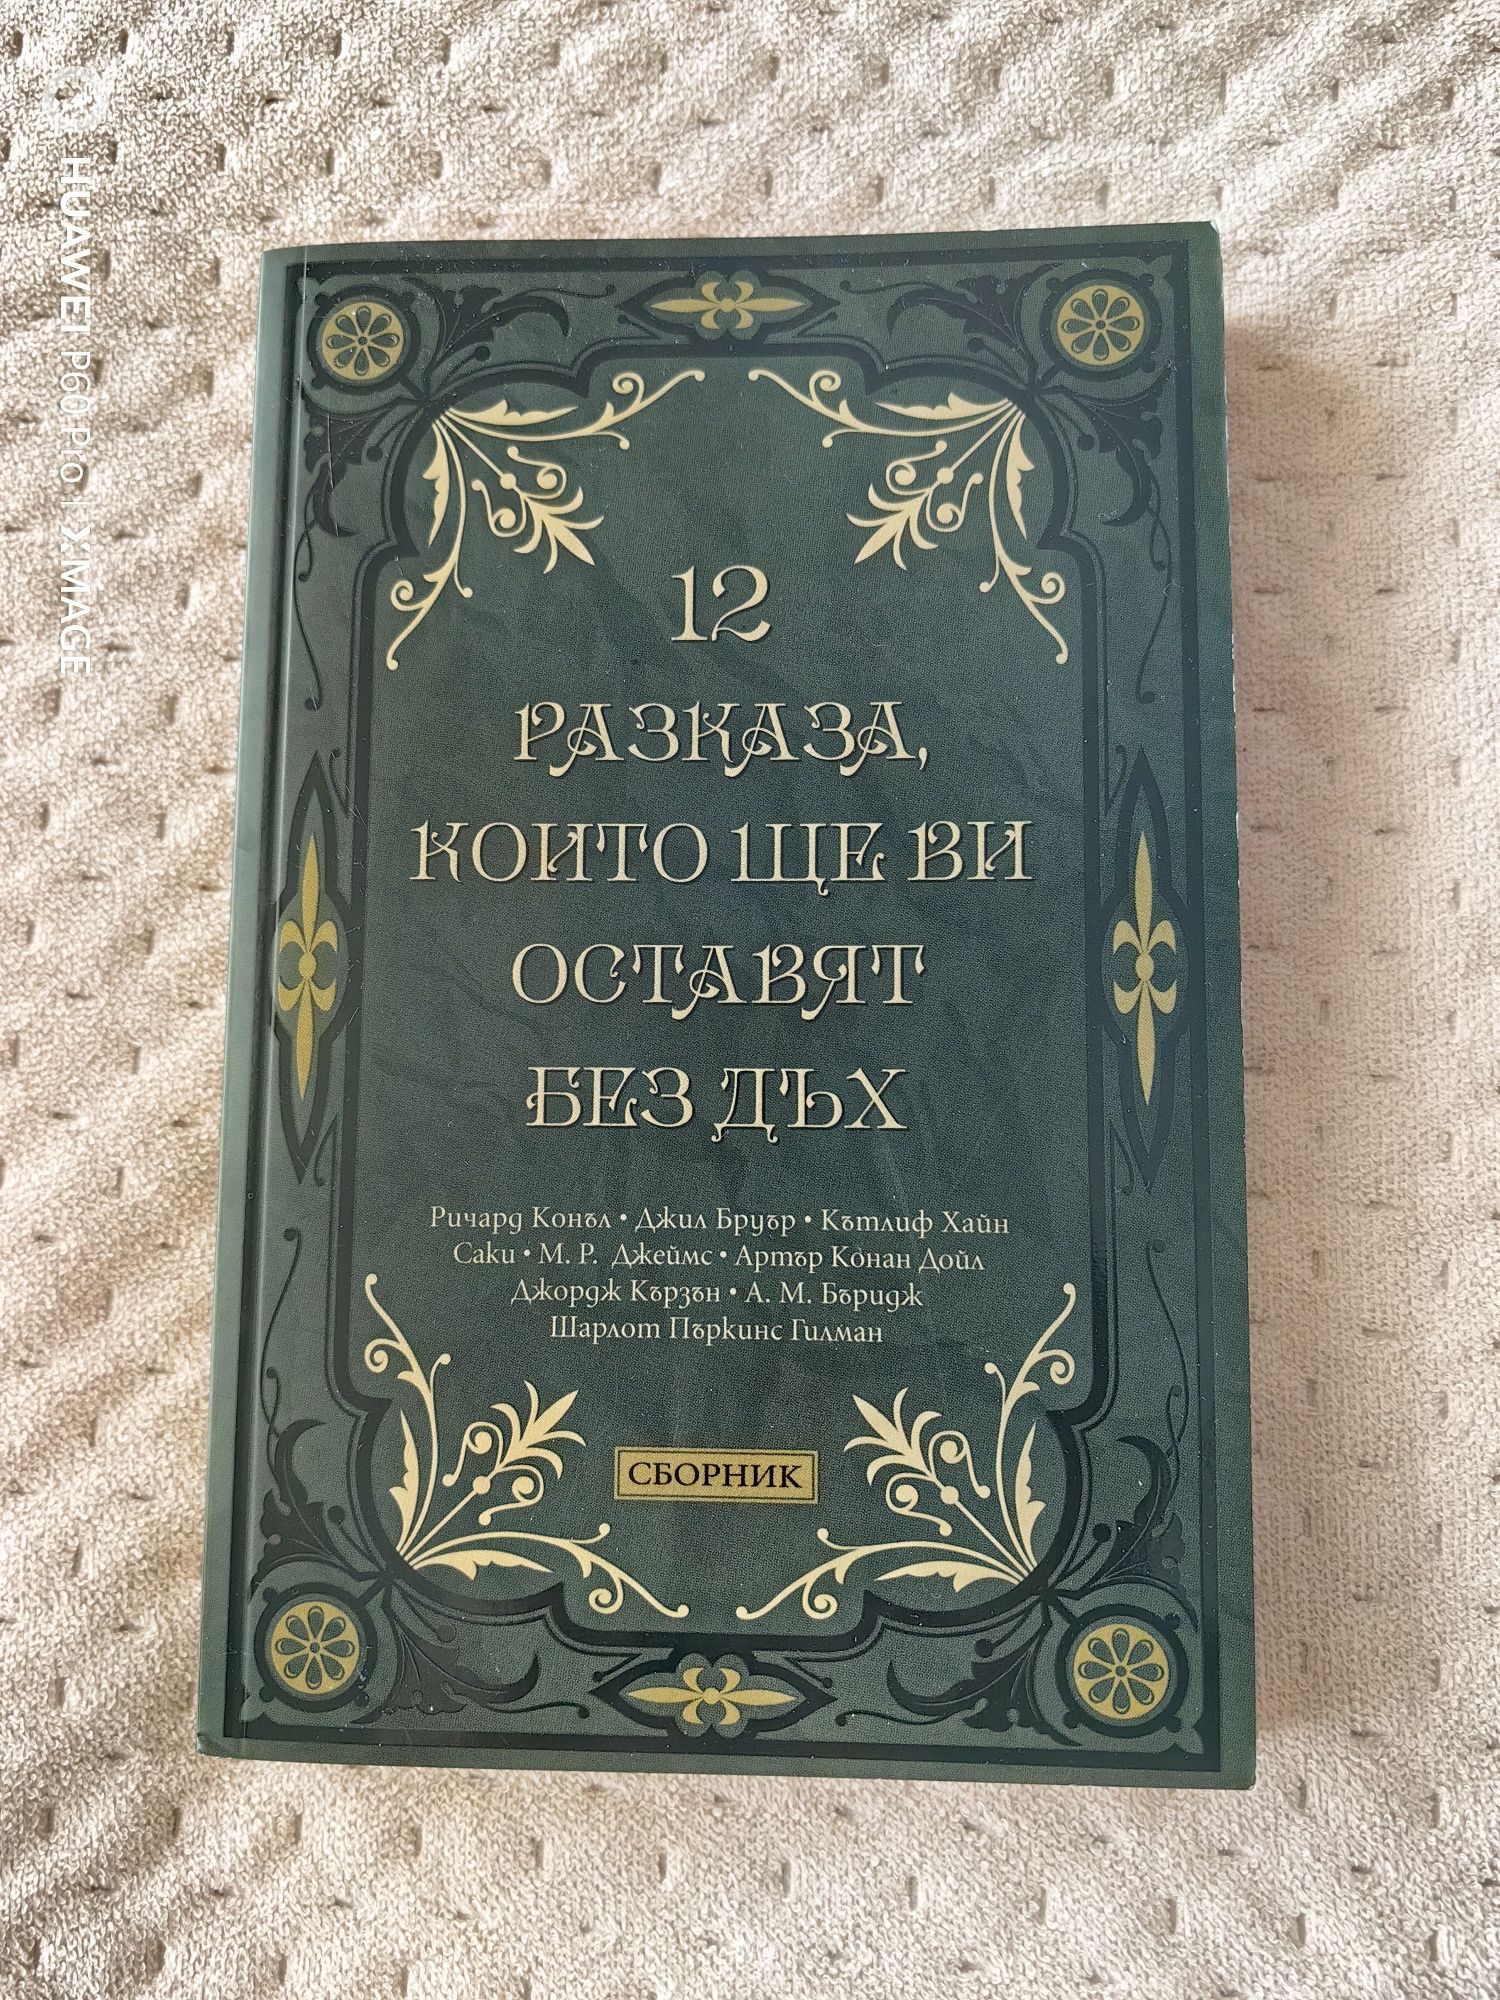 HUAWEI P60 Pro | XMAGE
12
РАЗКАЗА,
КОИТО ЩЕ ВИ
ОСТАВЯТ
БЕЗ ДЪХ
Ричард Конъл • Джил Бруър • Кътлиф Хайн
Саки • М. Р. Джеймс • Артър Конан Дойл
Джордж Кързън • А. М. Бъридж
Шарлот Пъркинс Гилман
СБОРНИК